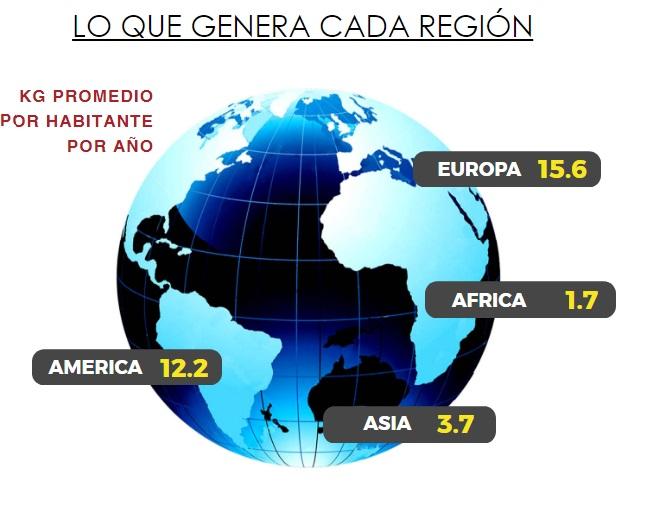 LO QUE GENERA CADA REGIÓN
KG PROMEDIO
POR HABITANTE
POR AÑO
EUROPA 15.6
AFRICA 1.7
AMERICA 12.2
ASIA 3.7